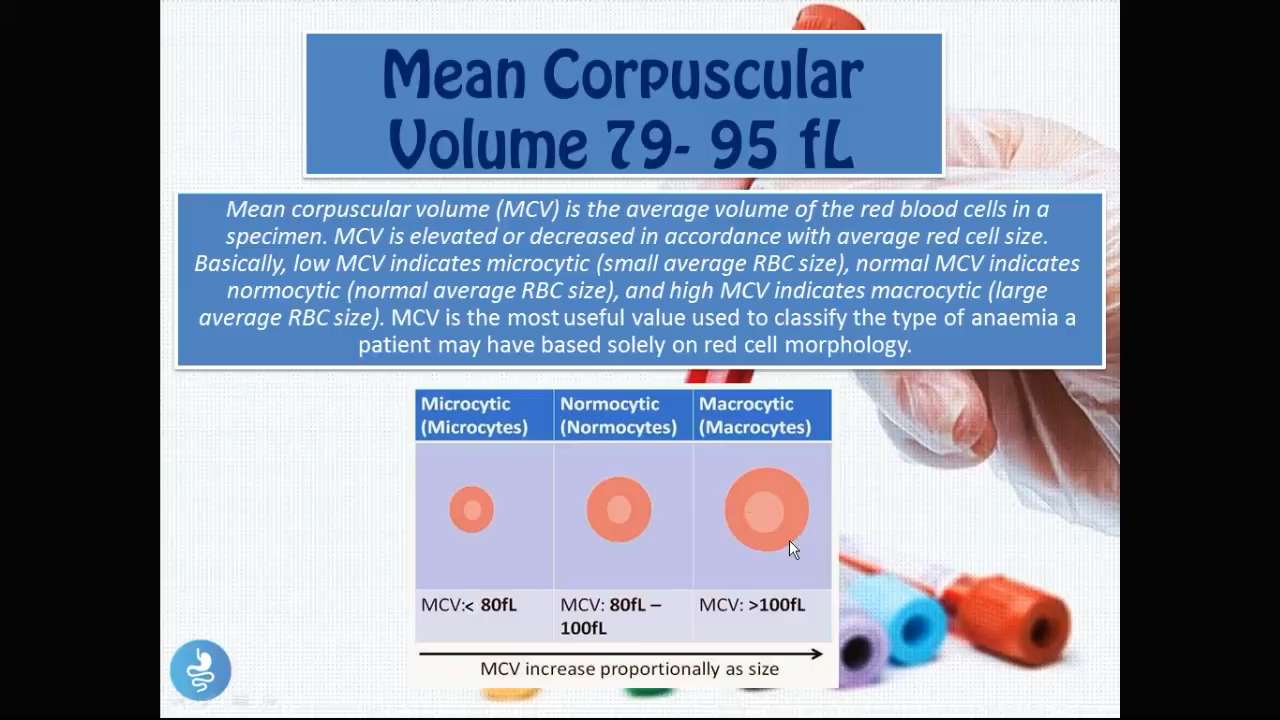 Mean Corpuscular
Volume 79- 95 fL
Mean corpuscular volume (MCV) is the average volume of the red blood cells in a
specimen. MCV is elevated or decreased in accordance with average red cell size.
Basically, low MCV indicates microcytic (small average RBC size), normal MCV indicates
normocytic (normal average RBC size), and high MCV indicates macrocytic (large
average RBC size). MCV is the most useful value used to classify the type of anaemia a
patient may have based solely on red cell morphology.
Microcytic
(Microcytes)
Normocytic
(Normocytes)
Macrocytic
(Macrocytes)
MCV:< 80fL
MCV: 80fL –
100fL
MCV: >100fL
MCV increase proportionally as size